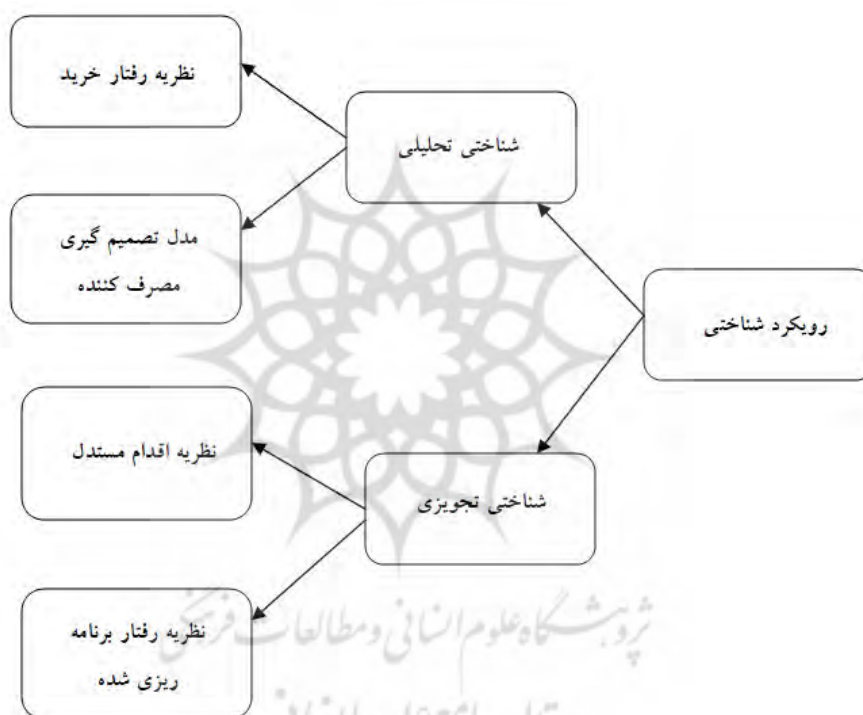 رویکرد شناختی
شناختی تحلیلی
نظریه رفتار خرید
مدل تصمیم گیری
مصرف کننده
شناختی تجویزی
نظریه اقدام مستدل
نظریه رفتار برنامه
ریزی شده
پژوهشگاه علوم انسانی و مطالعات فرهنگی